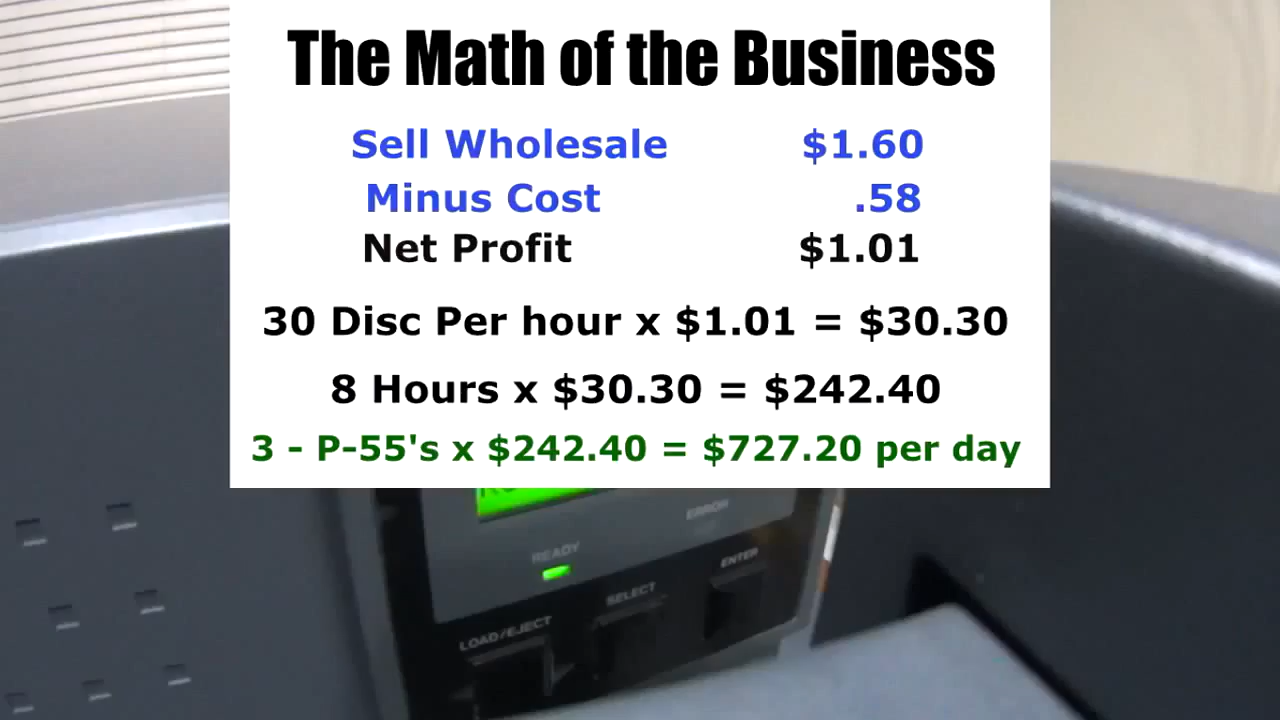 The Math of the Business
Sell Wholesale $1.60
Minus Cost .58
Net Profit $1.01
30 Disc Per hour x $1.01 = $30.30
8 Hours x $30.30 = $242.40
3 - P-55's x $242.40 = $727.20 per day
ERROR
READY
ENTER
SELECT
LOAD/EJECT